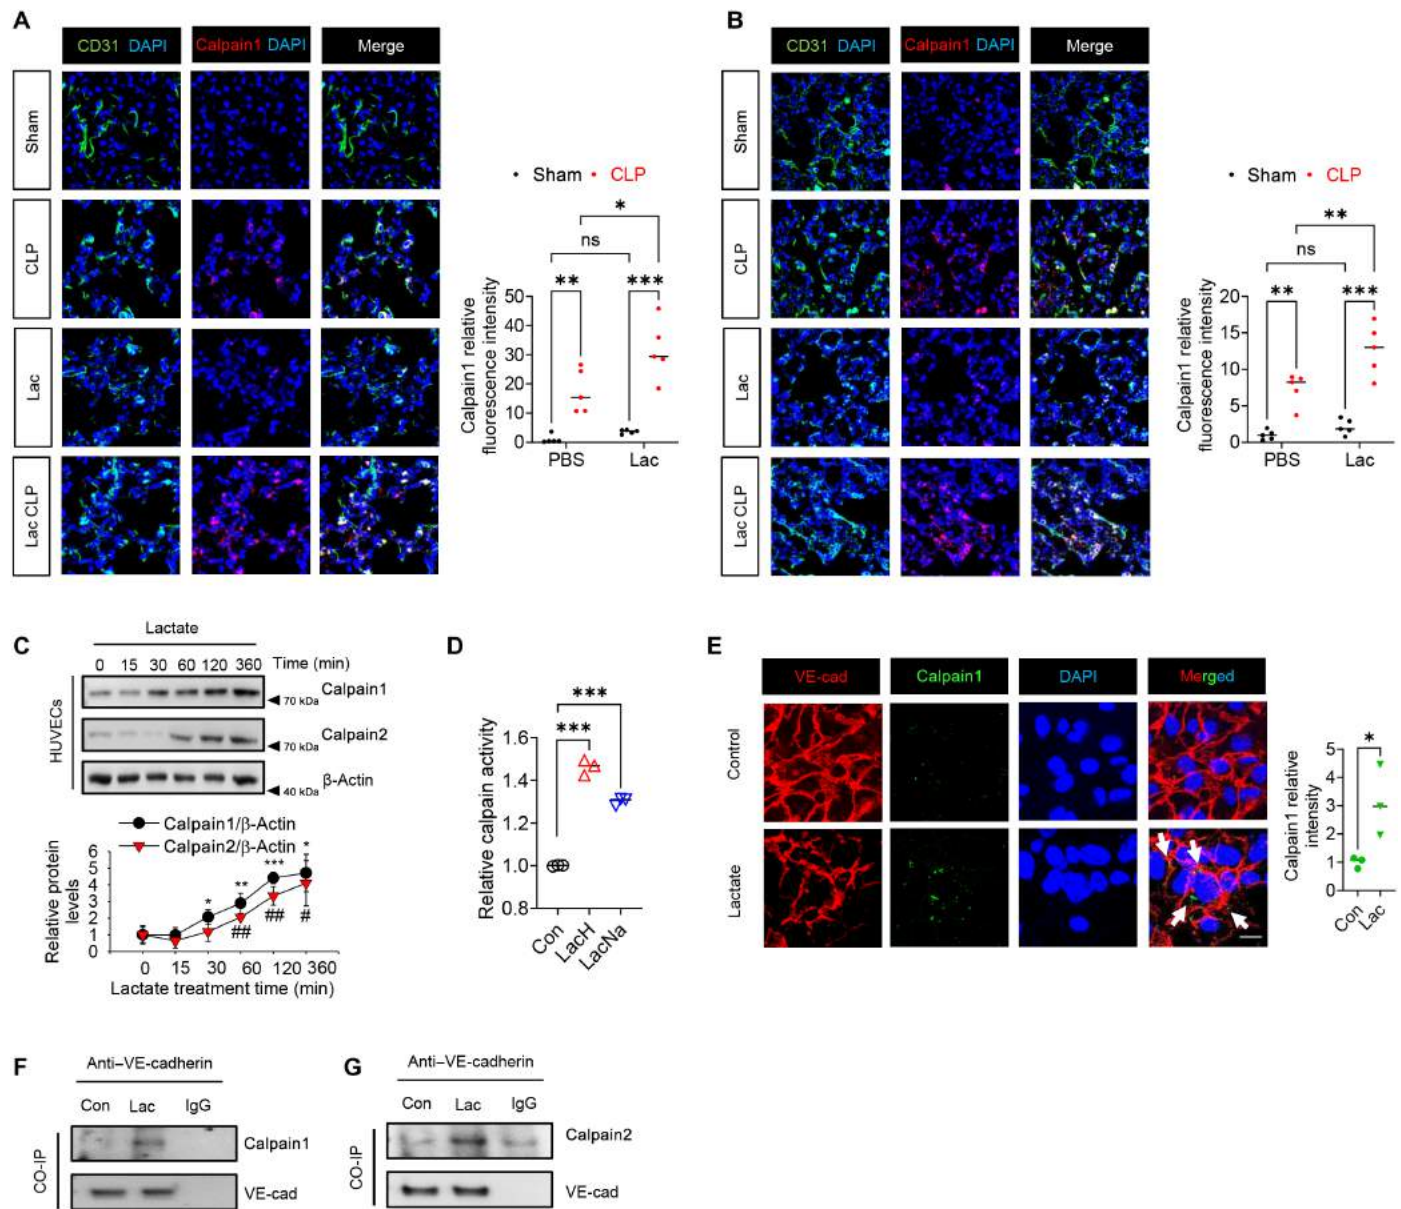 A
CD31 DAPI
Calpain1 DAPI
Merge
Sham
CLP
Lac
Lac CLP
• Sham • CLP
*
ns
** ***
Calpain1 relative
fluorescence intensity
50
40
30
20
10
0
PBS Lac
B
CD31 DAPI
Calpain1 DAPI
Merge
Sham
CLP
Lac
Lac CLP
• Sham • CLP
**
ns
** ***
Calpain1 relative
fluorescence intensity
20
15
10
5
0
PBS Lac
C
Lactate
0 15 30 60 120 360 Time (min)
HUVECs
Calpain1
70 kDa
Calpain2
70 kDa
β-Actin
40 kDa
Calpain1/β-Actin
Calpain2/β-Actin
Relative protein
levels
6
5
4
3
2
1
0
* ** *** *
## ## #
0 15 30 60 120 360
Lactate treatment time (min)
D
***
***
Relative calpain activity
1.6
1.4
1.2
1.0
0.8
Con LacH LacNa
E
VE-cad Calpain1 DAPI Merged
Control
Lactate
*
Calpain1 relative
intensity
5
4
3
2
1
0
Con Lac
F
Anti–VE-cadherin
Con Lac IgG
CO-IP
Calpain1
VE-cad
G
Anti–VE-cadherin
Con Lac IgG
CO-IP
Calpain2
VE-cad